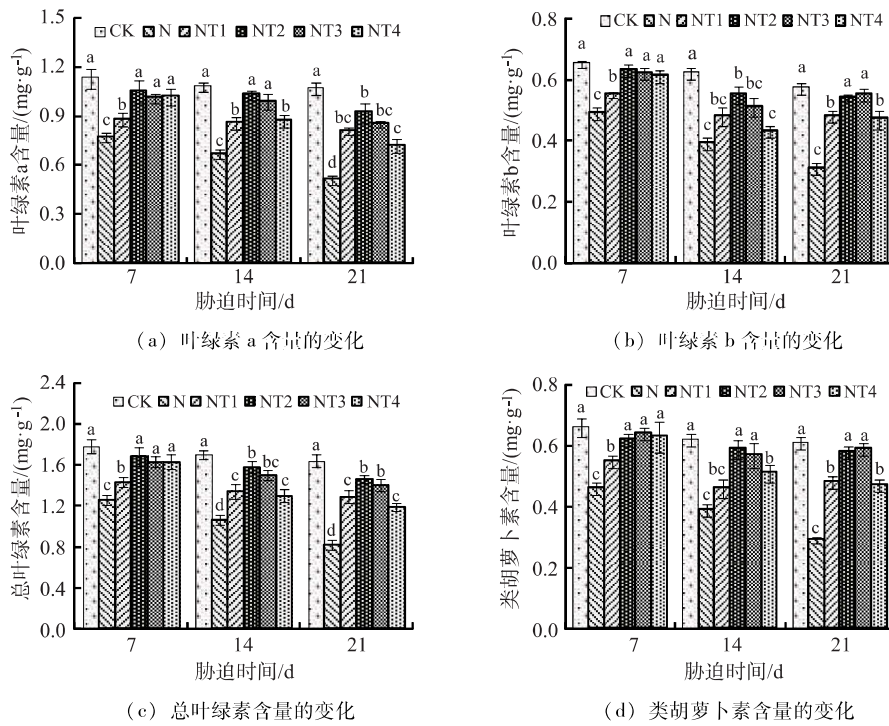 叶绿素a含量/(mg·g⁻¹)
1.5
1.2
0.9
0.6
0.3
0.0
CK N NT1 NT2 NT3 NT4
a c b a a a
a c b a a b
a d bc b bc c
7 14 21
胁迫时间/d
(a) 叶绿素 a 含量的变化
叶绿素b含量/(mg·g⁻¹)
0.8
0.6
0.4
0.2
0.0
CK N NT1 NT2 NT3 NT4
a c b a a a
a c bc b bc c
a c b a a b
7 14 21
胁迫时间/d
(b) 叶绿素 b 含量的变化
总叶绿素含量/(mg·g⁻¹)
2.4
2.0
1.6
1.2
0.8
0.4
0.0
CK N NT1 NT2 NT3 NT4
a c b a a a
a d c b bc c
a d c b b c
7 14 21
胁迫时间/d
(c) 总叶绿素含量的变化
类胡萝卜素含量/(mg·g⁻¹)
0.8
0.6
0.4
0.2
0.0
CK N NT1 NT2 NT3 NT4
a c b a a a
a c bc a a b
a c b a a b
7 14 21
胁迫时间/d
(d) 类胡萝卜素含量的变化